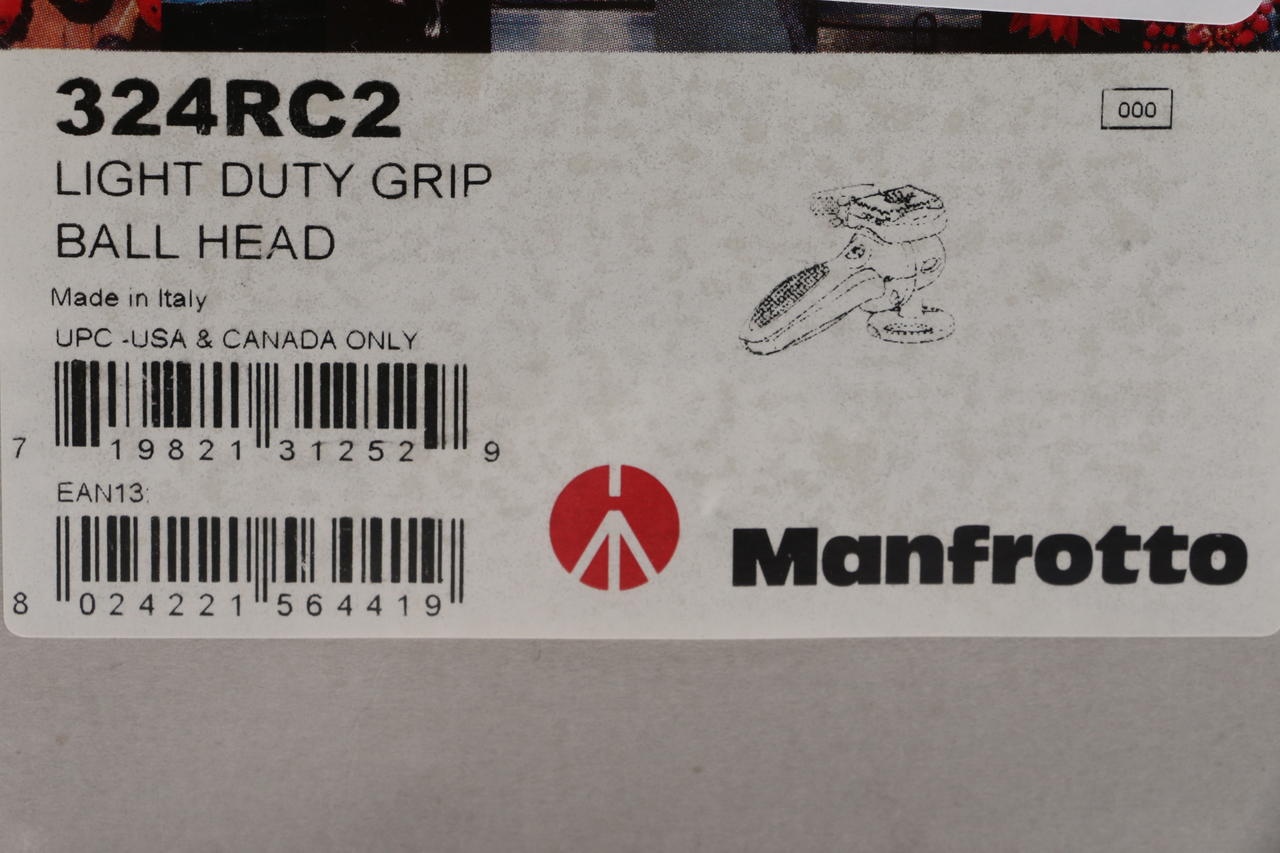 324RC2
000
LIGHT DUTY GRIP
BALL HEAD
Made in Italy
UPC -USA & CANADA ONLY
7 19821 31252 9
EAN13:
8 024221 564419
Manfrotto